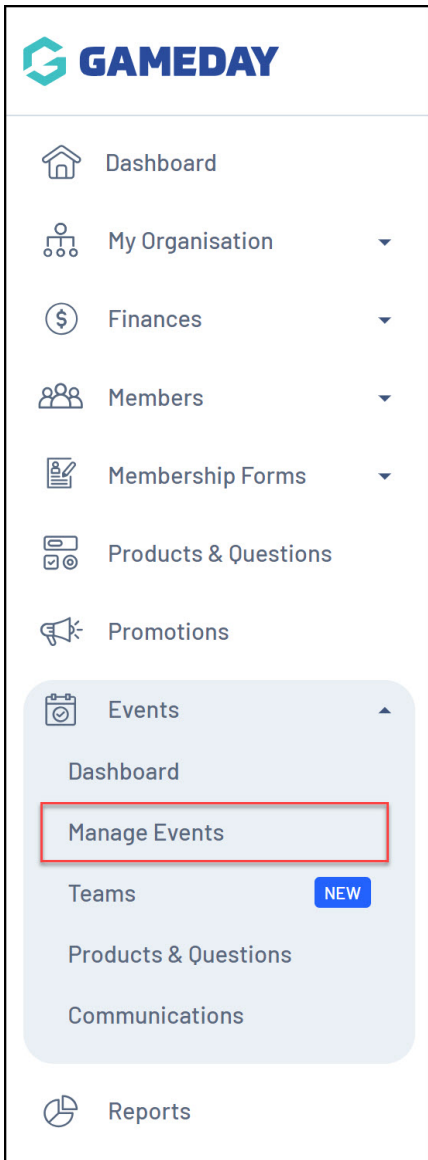 GAMEDAY
Dashboard
My Organisation
Finances
Members
Membership Forms
Products & Questions
Promotions
Events
Dashboard
Manage Events
Teams NEW
Products & Questions
Communications
Reports